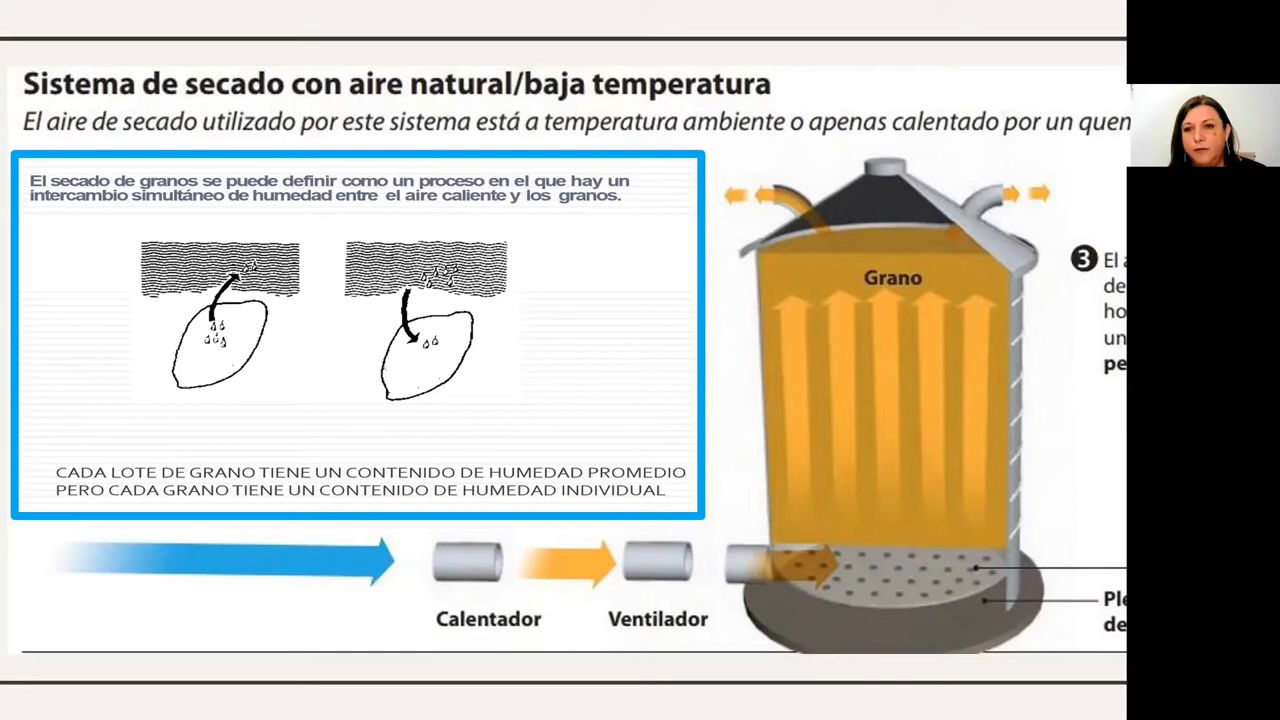 Sistema de secado con aire natural/baja temperatura
El aire de secado utilizado por este sistema está a temperatura ambiente o apenas calentado por un quem
El secado de granos se puede definir como un proceso en el que hay un
intercambio simultáneo de humedad entre el aire caliente y los granos.
CADA LOTE DE GRANO TIENE UN CONTENIDO DE HUMEDAD PROMEDIO
PERO CADA GRANO TIENE UN CONTENIDO DE HUMEDAD INDIVIDUAL
Grano
3 El a
de
ho
un
pe
Calentador
Ventilador
Ple
de